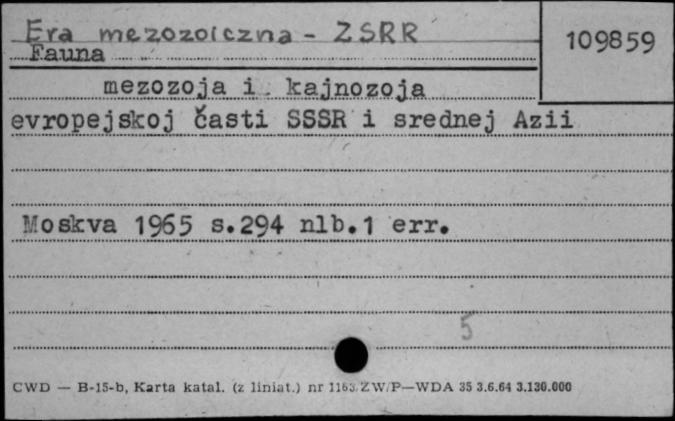 Era mezozoiczna - ZSRR
109859
Fauna
mezozoja i kajnozoja
evropejskoj časti SSSR i srednej Azii
Moskva 1965 s.294 nlb.1 err.
5
CWD — B-15-b, Karta katal. (z liniat.) nr 1163 ZW/P—WDA 35 3.6.64 3.130.000